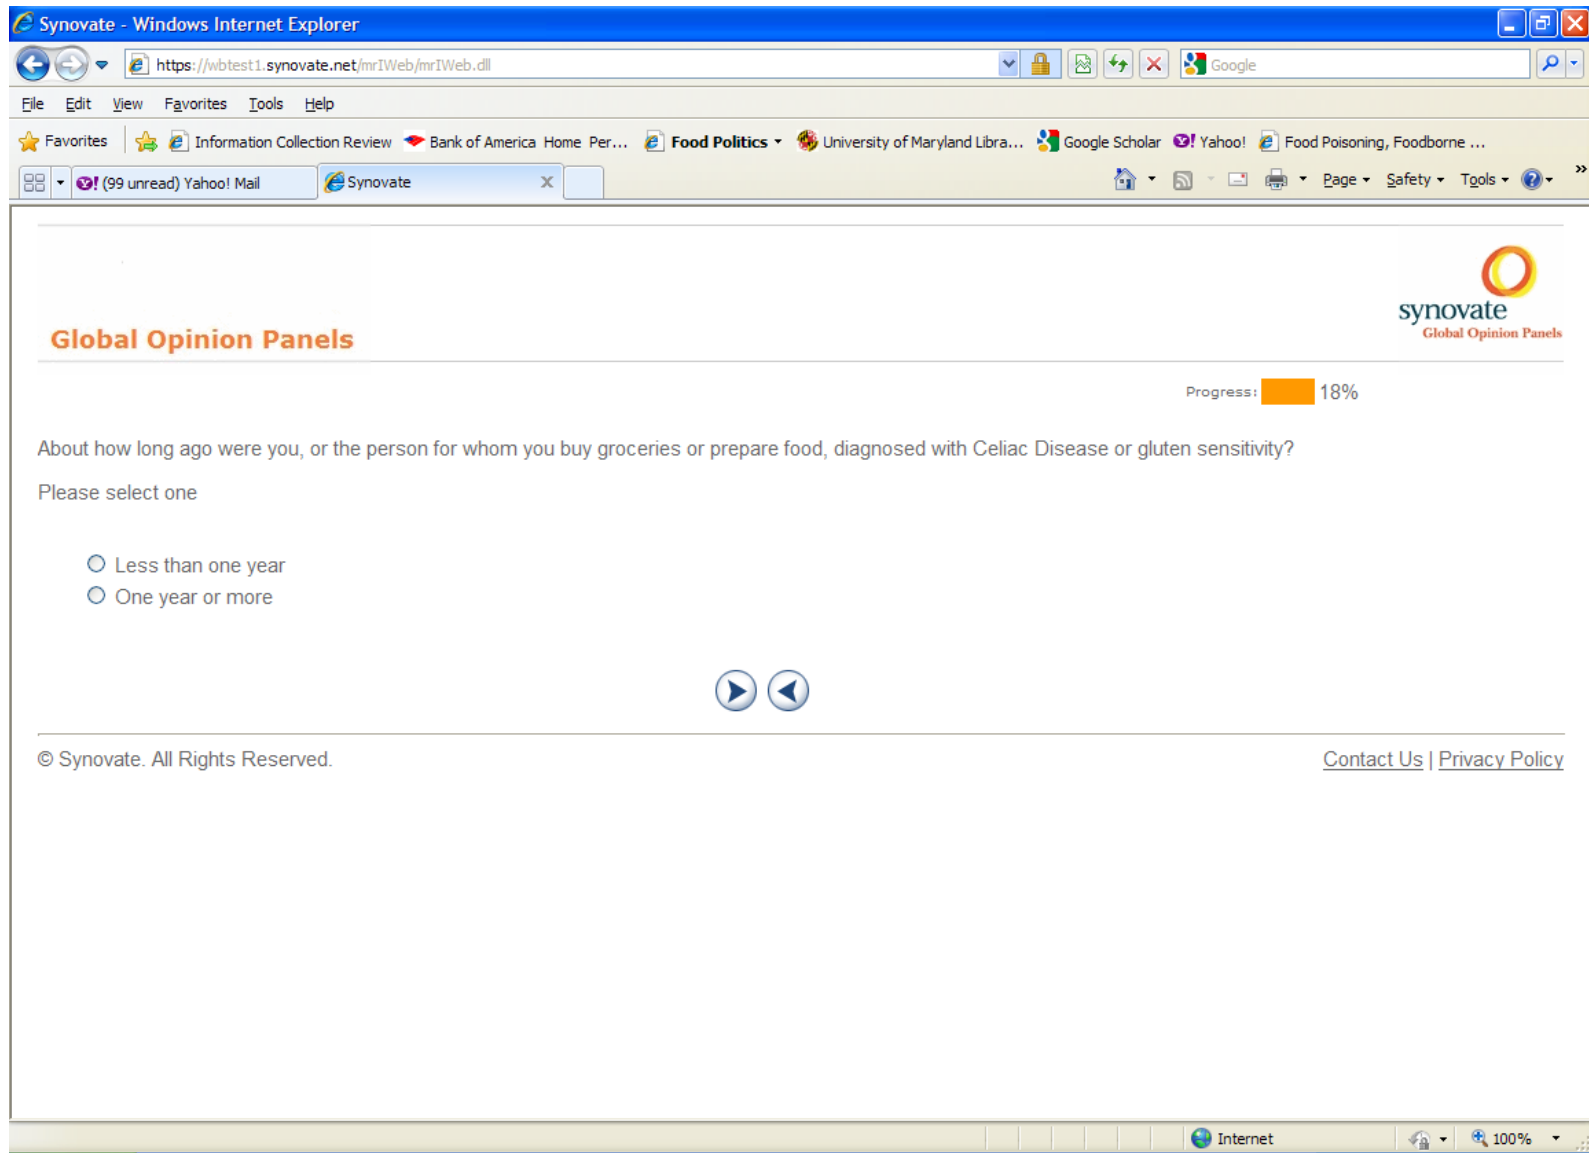 Synovate - Windows Internet Explorer
https://wbtest1.synovate.net/mrIWeb/mrIWeb.dll
Google
File Edit View Favorites Tools Help
Favorites Information Collection Review Bank of America Home Per... Food Politics University of Maryland Libra... Google Scholar Yahoo! Food Poisoning, Foodborne ...
(99 unread) Yahoo! Mail Synovate Page Safety Tools
Global Opinion Panels
synovate
Global Opinion Panels
Progress: 18%
About how long ago were you, or the person for whom you buy groceries or prepare food, diagnosed with Celiac Disease or gluten sensitivity?
Please select one
Less than one year
One year or more
© Synovate. All Rights Reserved. Contact Us | Privacy Policy
Internet 100%